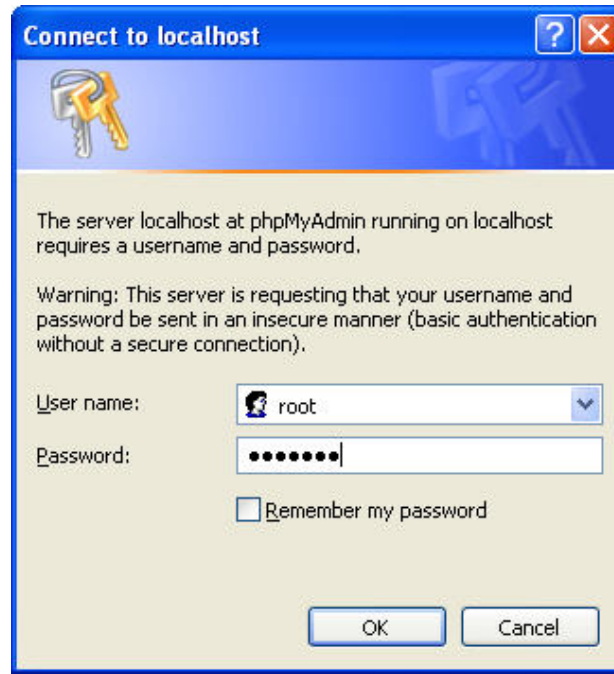 Connect to localhost
The server localhost at phpMyAdmin running on localhost
requires a username and password.
Warning: This server is requesting that your username and
password be sent in an insecure manner (basic authentication
without a secure connection).
User name:
root
Password:
●●●●●●●
Remember my password
OK
Cancel